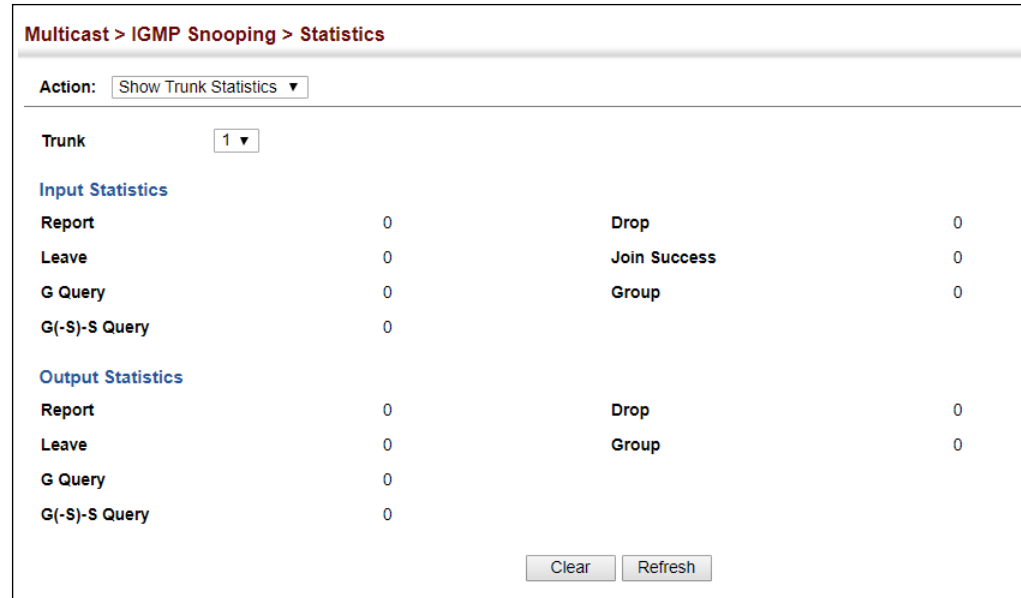 Multicast > IGMP Snooping > Statistics
Action: Show Trunk Statistics ▼
Trunk 1 ▼
Input Statistics
Report 0 Drop 0
Leave 0 Join Success 0
G Query 0 Group 0
G(-S)-S Query 0
Output Statistics
Report 0 Drop 0
Leave 0 Group 0
G Query 0
G(-S)-S Query 0
Clear Refresh